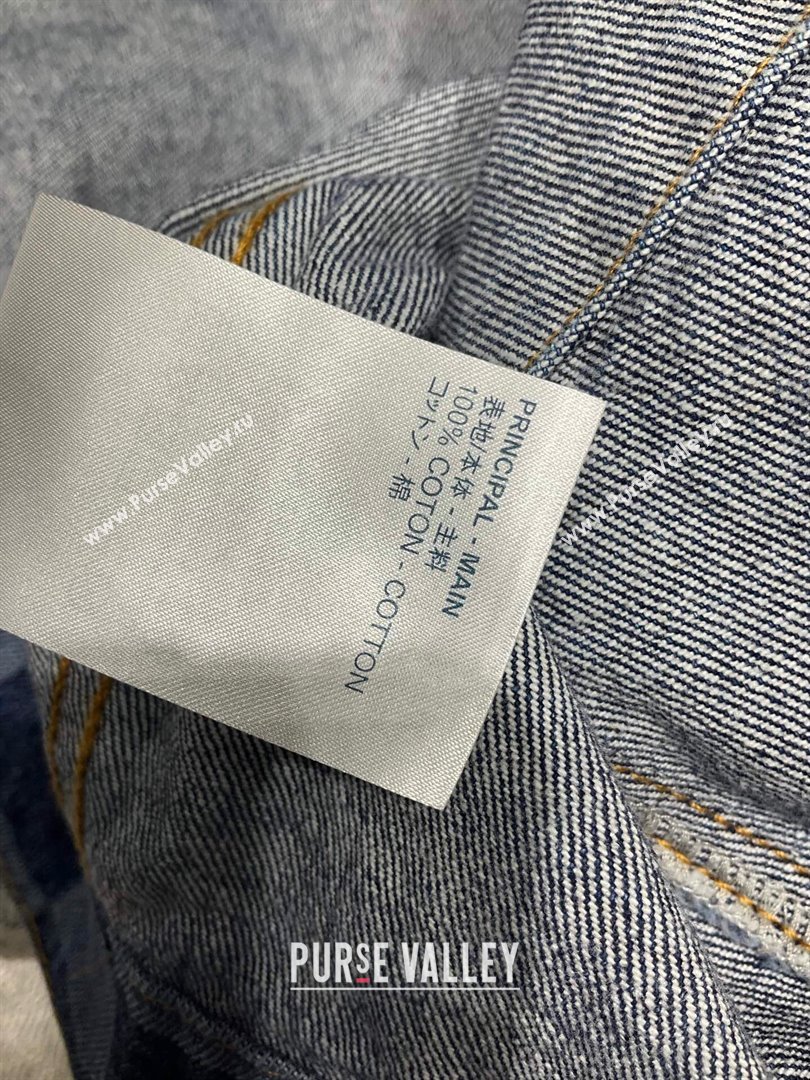 PRINCIPAL - MAIN
表地/本体 - 主料
100% COTON - COTTON
コットン - 棉
www.PurseValley.ru
www.PurseValley.ru
PURSE VALLEY